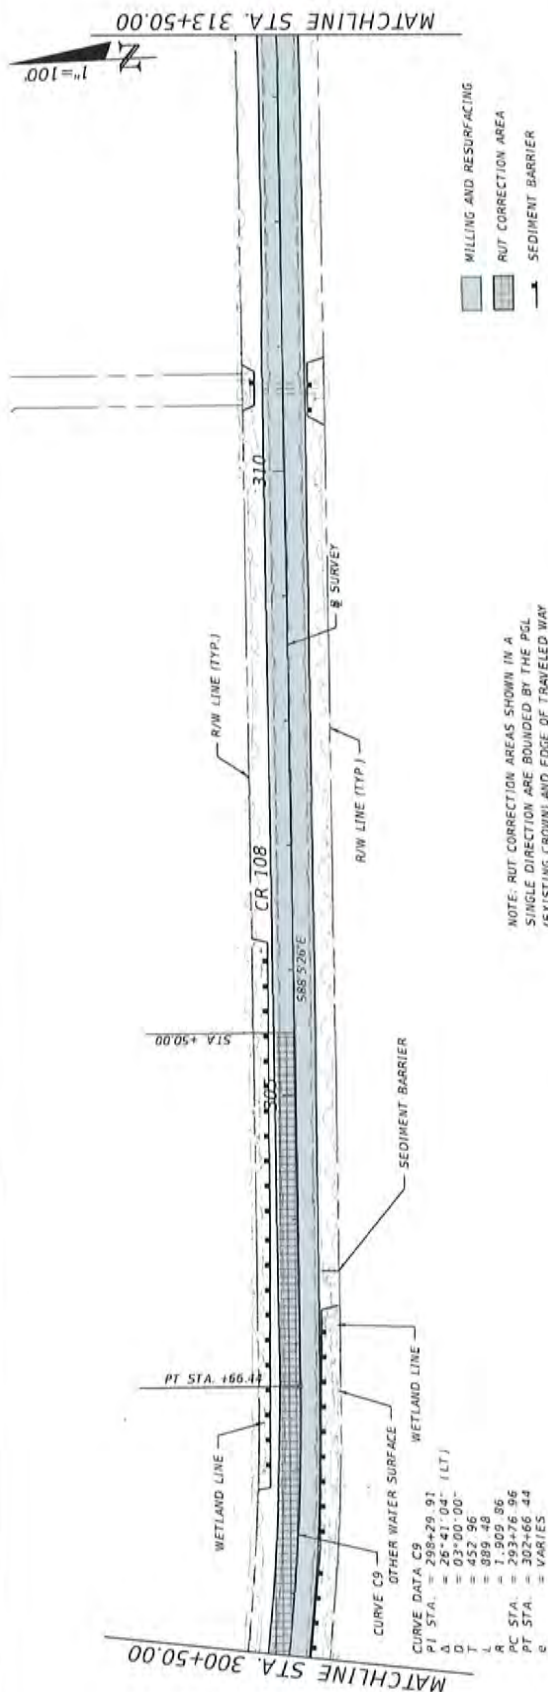 MATCHLINE STA. 300+50.00
WETLAND LINE
PT STA. +66.44
CURVE C9
OTHER WATER SURFACE
WETLAND LINE
SEDIMENT BARRIER
CURVE DATA C9
PI STA. = 298+29.91
Δ = 26°41'04" (LT)
D = 03°00'00"
T = 452.96
L = 889.48
R = 1,909.86
PC STA. = 293+76.96
PT STA. = 302+66.44
e = VARIES
305
STA +50.00
S88°5'26"E
CR 108
R/W LINE (TYP.)
R/W LINE (TYP.)
310
℄ SURVEY
NOTE: RUT CORRECTION AREAS SHOWN IN A
SINGLE DIRECTION ARE BOUNDED BY THE PGL
(EXISTING CROWN) AND EDGE OF TRAVELED WAY
MILLING AND RESURFACING
RUT CORRECTION AREA
SEDIMENT BARRIER
N
1"=100'
MATCHLINE STA. 313+50.00